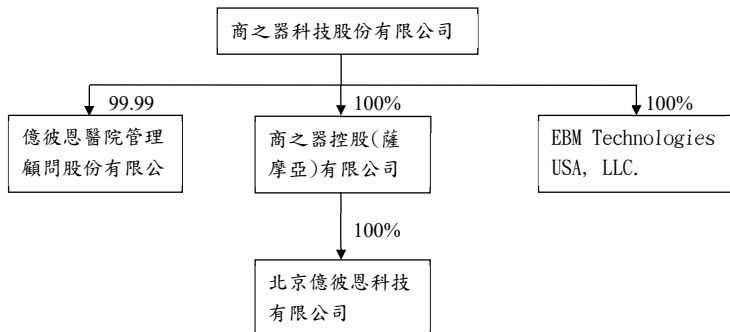 商之器科技股份有限公司
99.99
100%
100%
億彼恩醫院管理
顧問股份有限公
商之器控股(薩
摩亞)有限公司
EBM Technologies
USA, LLC.
100%
北京億彼恩科技
有限公司